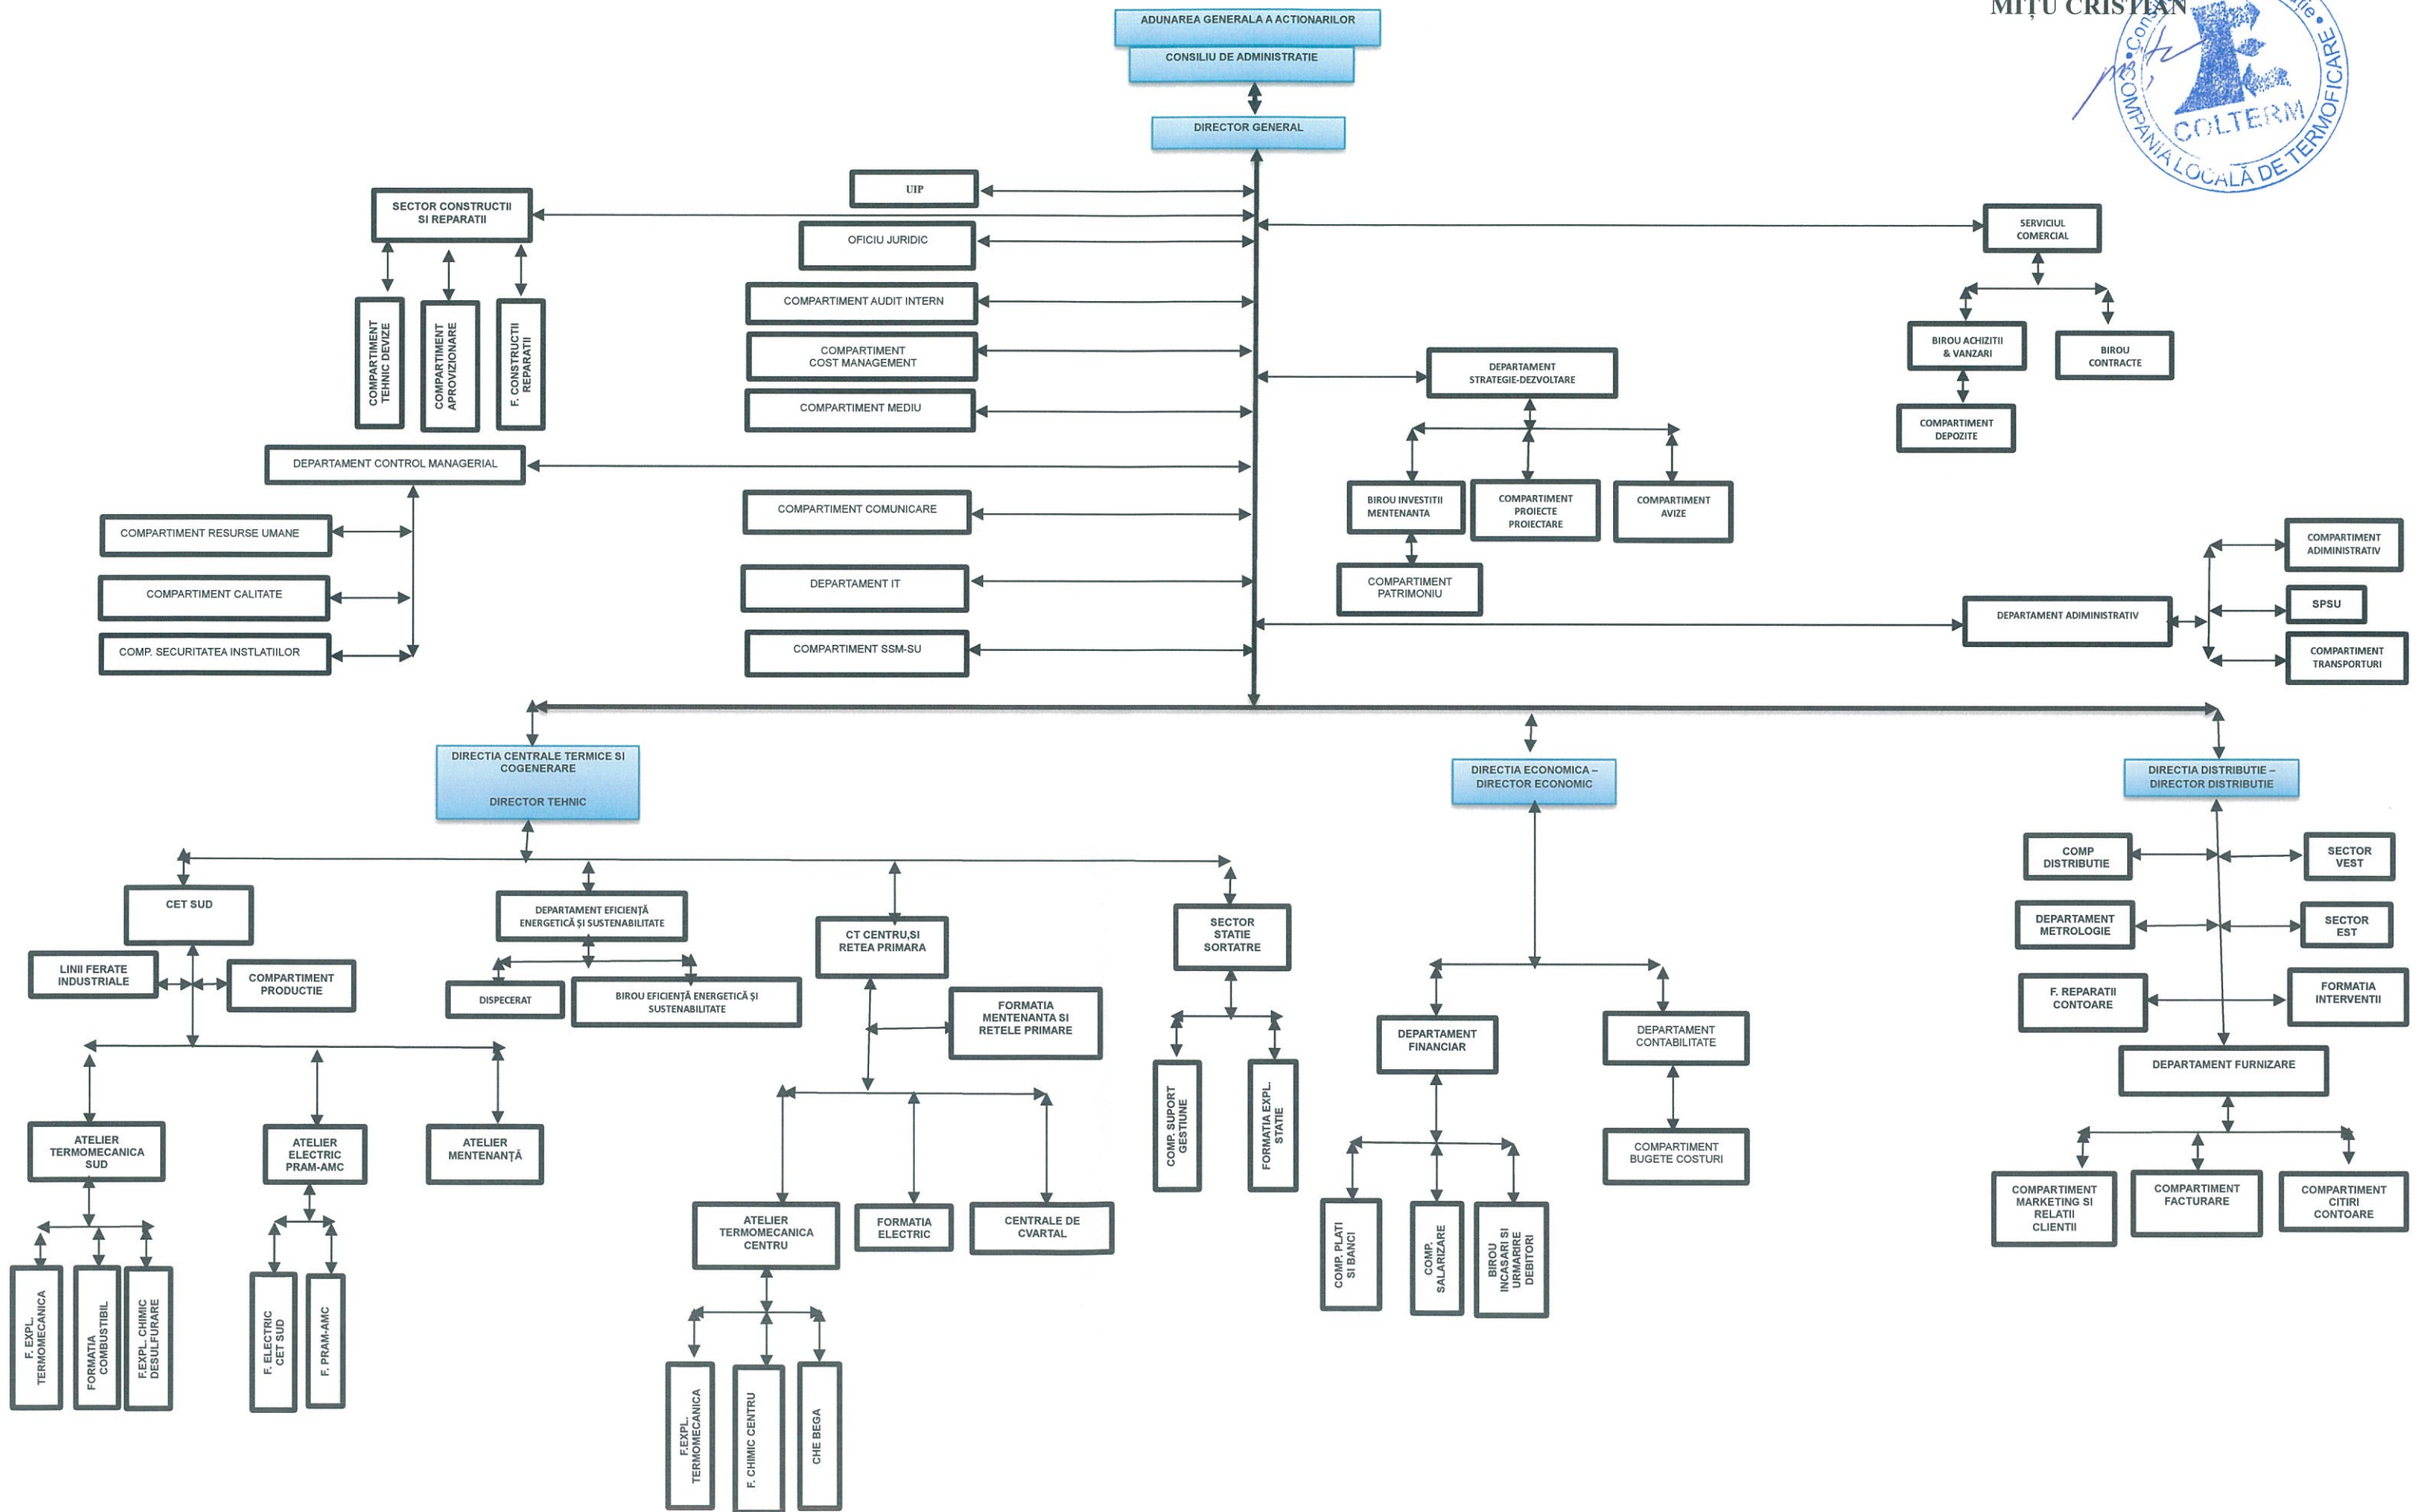 ADUNAREA GENERALA A ACTIONARILOR
CONSILIU DE ADMINISTRATIE
DIRECTOR GENERAL
MIȚU CRISTIAN
COLTERM
COMPANIA LOCALĂ DE TERMOFICARE
UIP
SECTOR CONSTRUCTII
SI REPARATII
OFICIU JURIDIC
SERVICIUL
COMERCIAL
COMPARTIMENT AUDIT INTERN
COMPARTIMENT
TEHNIC DEVIZE
COMPARTIMENT
APROVIZIONARE
F. CONSTRUCTII
REPARATII
COMPARTIMENT
COST MANAGEMENT
BIROU ACHIZITII
& VANZARI
BIROU
CONTRACTE
DEPARTAMENT
STRATEGIE-DEZVOLTARE
COMPARTIMENT MEDIU
COMPARTIMENT
DEPOZITE
DEPARTAMENT CONTROL MANAGERIAL
BIROU INVESTITII
MENTENANTA
COMPARTIMENT
PROIECTE
PROIECTARE
COMPARTIMENT
AVIZE
COMPARTIMENT COMUNICARE
COMPARTIMENT RESURSE UMANE
COMPARTIMENT
ADIMINISTRATIV
COMPARTIMENT
PATRIMONIU
DEPARTAMENT IT
COMPARTIMENT CALITATE
SPSU
DEPARTAMENT ADIMINISTRATIV
COMP. SECURITATEA INSTLATIILOR
COMPARTIMENT SSM-SU
COMPARTIMENT
TRANSPORTURI
DIRECTIA CENTRALE TERMICE SI
COGENERARE
DIRECTOR TEHNIC
DIRECTIA ECONOMICA –
DIRECTOR ECONOMIC
DIRECTIA DISTRIBUTIE –
DIRECTOR DISTRIBUTIE
COMP
DISTRIBUTIE
SECTOR
VEST
CET SUD
DEPARTAMENT EFICIENȚĂ
ENERGETICĂ ȘI SUSTENABILITATE
CT CENTRU,SI
RETEA PRIMARA
SECTOR
STATIE
SORTATRE
DEPARTAMENT
METROLOGIE
SECTOR
EST
LINII FERATE
INDUSTRIALE
COMPARTIMENT
PRODUCTIE
DISPECERAT
BIROU EFICIENȚĂ ENERGETICĂ ȘI
SUSTENABILITATE
FORMATIA
MENTENANTA SI
RETELE PRIMARE
F. REPARATII
CONTOARE
FORMATIA
INTERVENTII
DEPARTAMENT
FINANCIAR
DEPARTAMENT
CONTABILITATE
DEPARTAMENT FURNIZARE
COMP. SUPORT
GESTIUNE
FORMATIA EXPL.
STATIE
ATELIER
TERMOMECANICA
SUD
ATELIER
ELECTRIC
PRAM-AMC
ATELIER
MENTENANȚĂ
COMPARTIMENT
BUGETE COSTURI
COMPARTIMENT
MARKETING SI
RELATII
CLIENTII
COMPARTIMENT
FACTURARE
COMPARTIMENT
CITIRI
CONTOARE
ATELIER
TERMOMECANICA
CENTRU
FORMATIA
ELECTRIC
CENTRALE DE
CVARTAL
COMP. PLATI
SI BANCI
COMP.
SALARIZARE
BIROU
INCASARI SI
URMARIRE
DEBITORI
F. EXPL.
TERMOMECANICA
FORMATIA
COMBUSTIBIL
F.EXPL. CHIMIC
DESULFURARE
F. ELECTRIC
CET SUD
F. PRAM-AMC
F.EXPL.
TERMOMECANICA
F. CHIMIC CENTRU
CHE BEGA